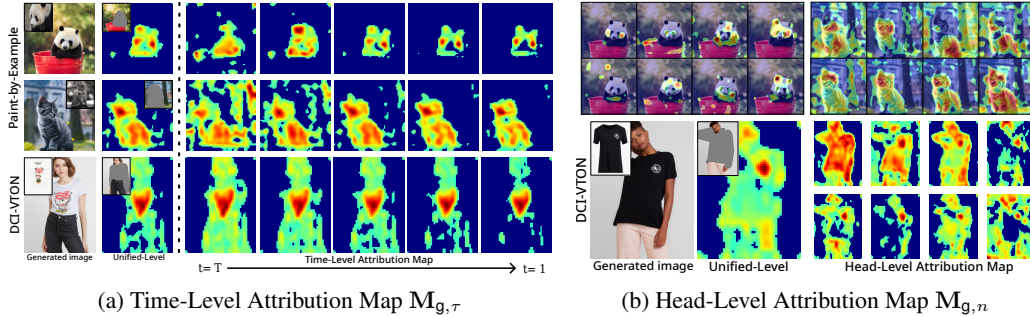 Paint-by-Example
DCI-VTON
Generated image
Unified-Level
Time-Level Attribution Map
t= T
t= 1
(a) Time-Level Attribution Map M_{g,τ}
DCI-VTON
Generated image
Unified-Level
Head-Level Attribution Map
(b) Head-Level Attribution Map M_{g,n}